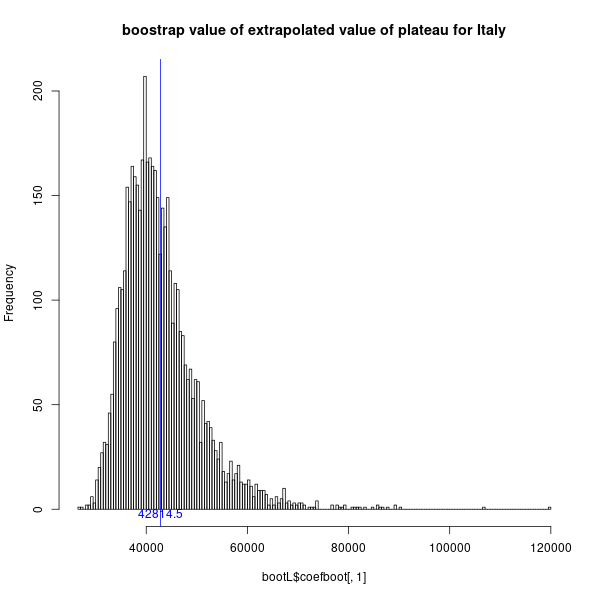 boostrap value of extrapolated value of plateau for Italy
200
150
100
50
0
Frequency
42814.5
40000 60000 80000 100000 120000
bootL$coefboot[, 1]